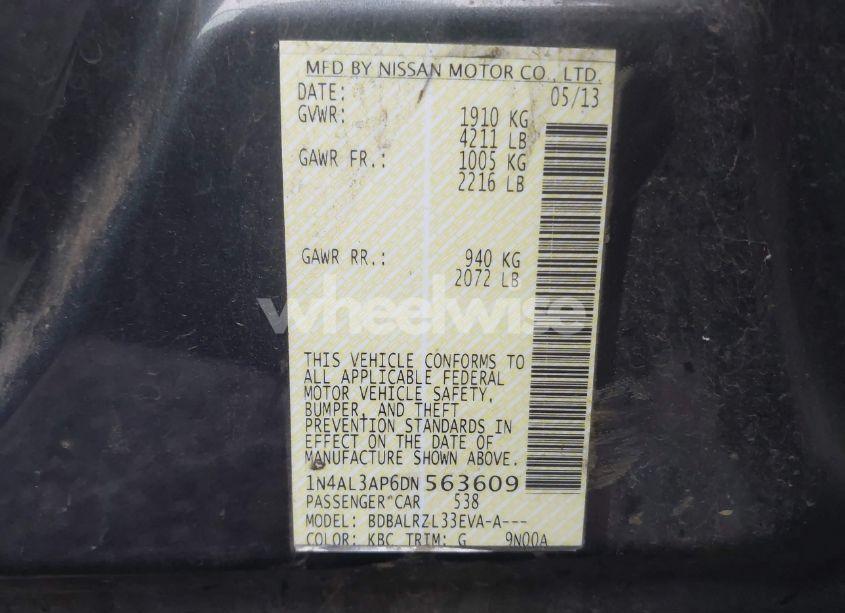 MFD BY NISSAN MOTOR CO., LTD.
DATE: 05/13
GVWR: 1910 KG
4211 LB
GAWR FR.: 1005 KG
2216 LB
GAWR RR.: 940 KG
2072 LB
wheelwise
THIS VEHICLE CONFORMS TO
ALL APPLICABLE FEDERAL
MOTOR VEHICLE SAFETY,
BUMPER, AND THEFT
PREVENTION STANDARDS IN
EFFECT ON THE DATE OF
MANUFACTURE SHOWN ABOVE.
1N4AL3AP6DN563609
PASSENGER CAR 538
MODEL: BDBALRZL33EVA-A---
COLOR: KBC TRIM: G 9N00A